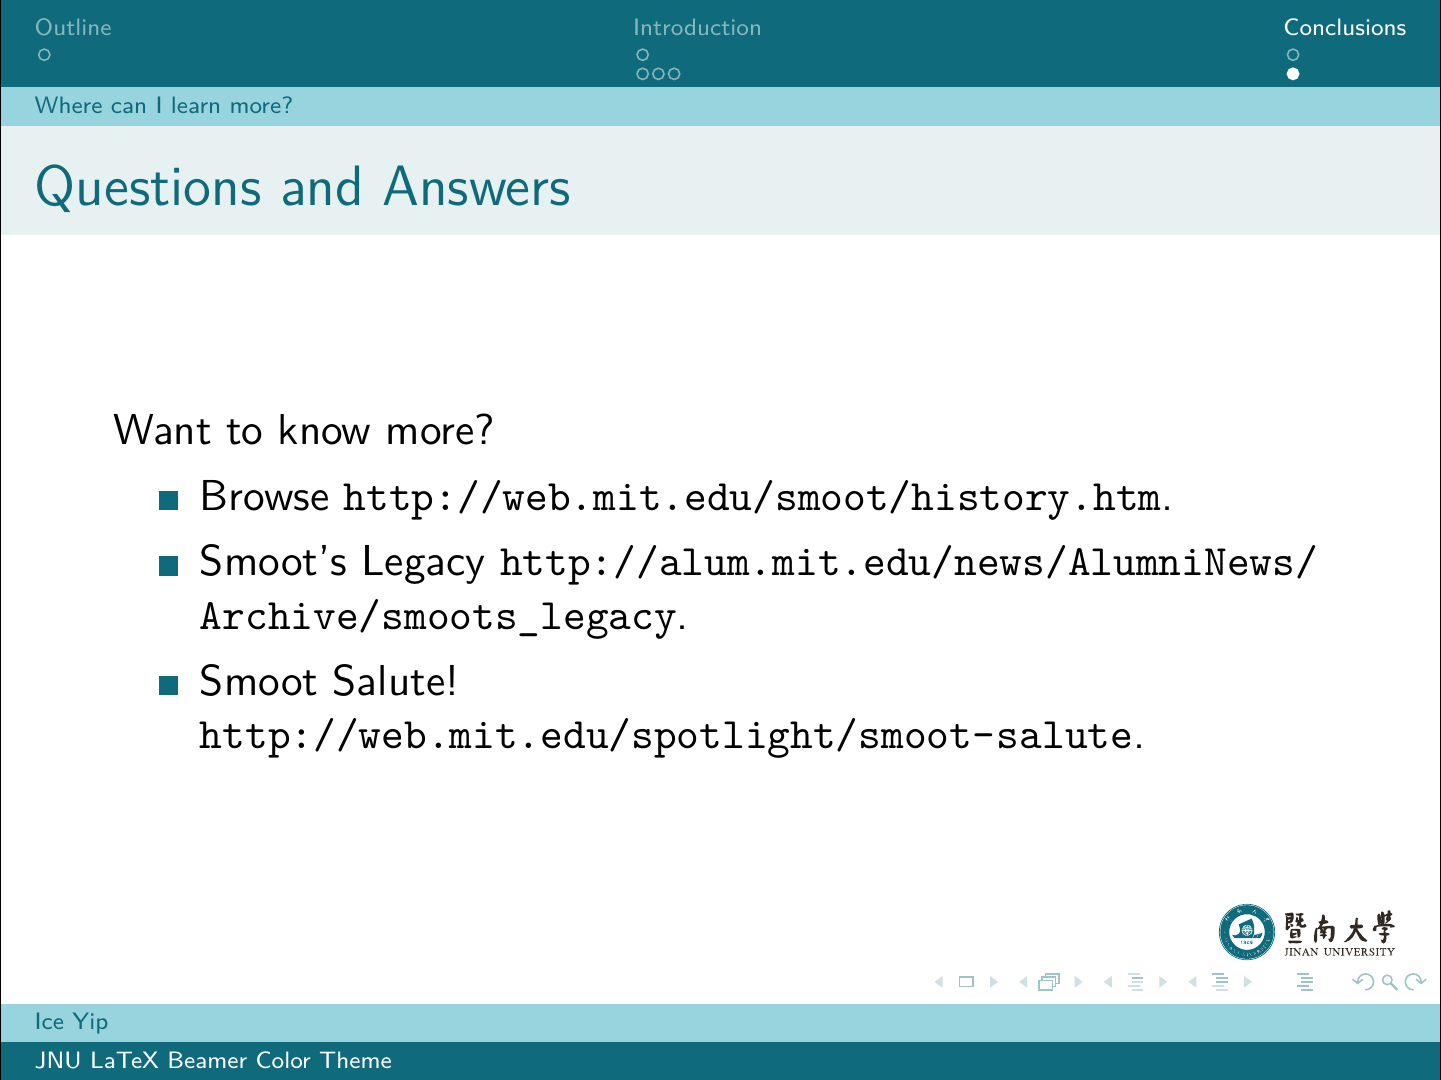 Outline
Introduction
Conclusions
Where can I learn more?
Questions and Answers
Want to know more?
Browse http://web.mit.edu/smoot/history.htm.
Smoot's Legacy http://alum.mit.edu/news/AlumniNews/
Archive/smoots_legacy.
Smoot Salute!
http://web.mit.edu/spotlight/smoot-salute.
暨南大學
JINAN UNIVERSITY
Ice Yip
JNU LaTeX Beamer Color Theme